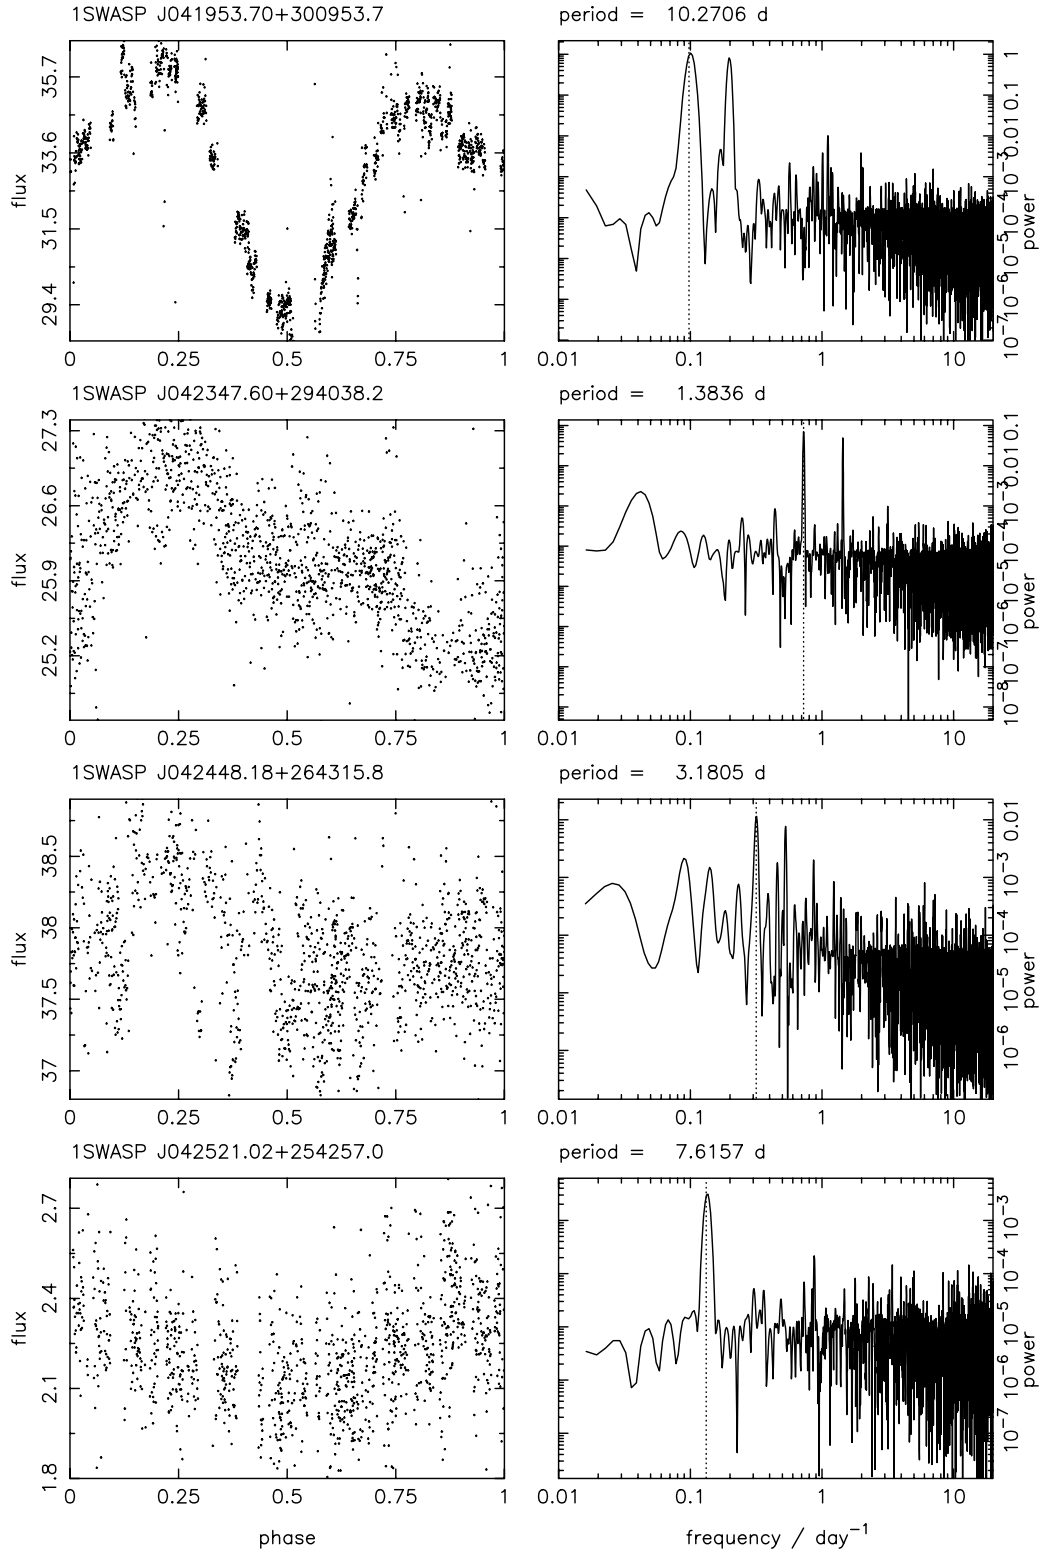 1SWASP J041953.70+300953.7
period = 10.2706 d
flux
35.7
33.6
31.5
29.4
0 0.25 0.5 0.75 1
1
0.1
0.01
10⁻³
10⁻⁴
10⁻⁵
10⁻⁶
10⁻⁷
power
0.01 0.1 1 10
1SWASP J042347.60+294038.2
period = 1.3836 d
flux
27.3
26.6
25.9
25.2
0 0.25 0.5 0.75 1
0.1
0.01
10⁻³
10⁻⁴
10⁻⁵
10⁻⁶
10⁻⁷
10⁻⁸
power
0.01 0.1 1 10
1SWASP J042448.18+264315.8
period = 3.1805 d
flux
38.5
38
37.5
37
0 0.25 0.5 0.75 1
0.01
10⁻³
10⁻⁴
10⁻⁵
10⁻⁶
power
0.01 0.1 1 10
1SWASP J042521.02+254257.0
period = 7.6157 d
flux
2.7
2.4
2.1
1.8
0 0.25 0.5 0.75 1
phase
10⁻³
10⁻⁴
10⁻⁵
10⁻⁶
10⁻⁷
power
0.01 0.1 1 10
frequency / day⁻¹